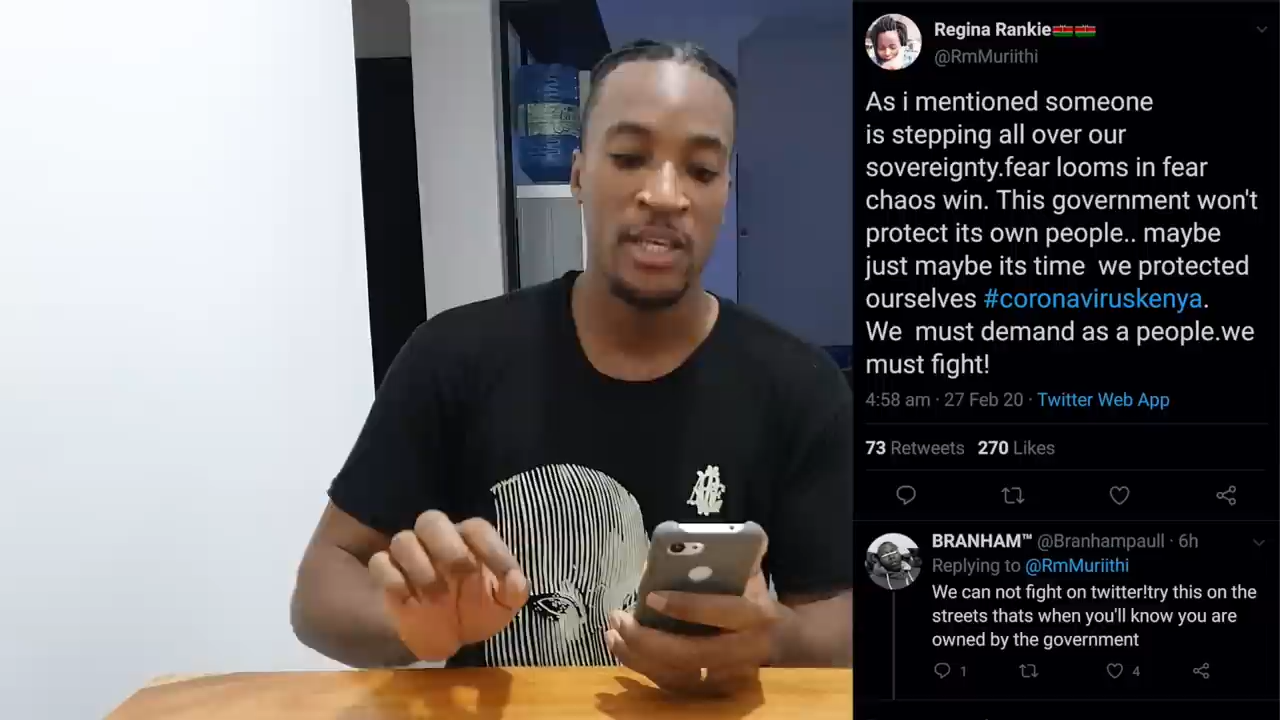 Regina Rankie🇰🇪🇰🇪
@RmMuriithi
As i mentioned someone
is stepping all over our
sovereignty.fear looms in fear
chaos win. This government won't
protect its own people.. maybe
just maybe its time  we protected
ourselves #coronaviruskenya.
We  must demand as a people.we
must fight!
4:58 am · 27 Feb 20 · Twitter Web App
73 Retweets 270 Likes
BRANHAM™ @Branhampaull · 6h
Replying to @RmMuriithi
We can not fight on twitter!try this on the
streets thats when you'll know you are
owned by the government
1 4